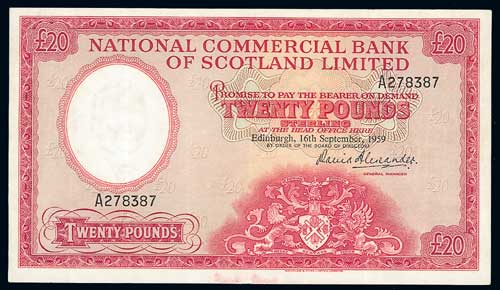 £20 £20
NATIONAL COMMERCIAL BANK
OF SCOTLAND LIMITED
A278387
PROMISE TO PAY THE BEARER ON DEMAND
TWENTY POUNDS
STERLING
AT THE HEAD OFFICE HERE
Edinburgh, 16th September, 1959
BY ORDER OF THE BOARD OF DIRECTORS
David Alexander
GENERAL MANAGER
A278387
TWENTY POUNDS
£20